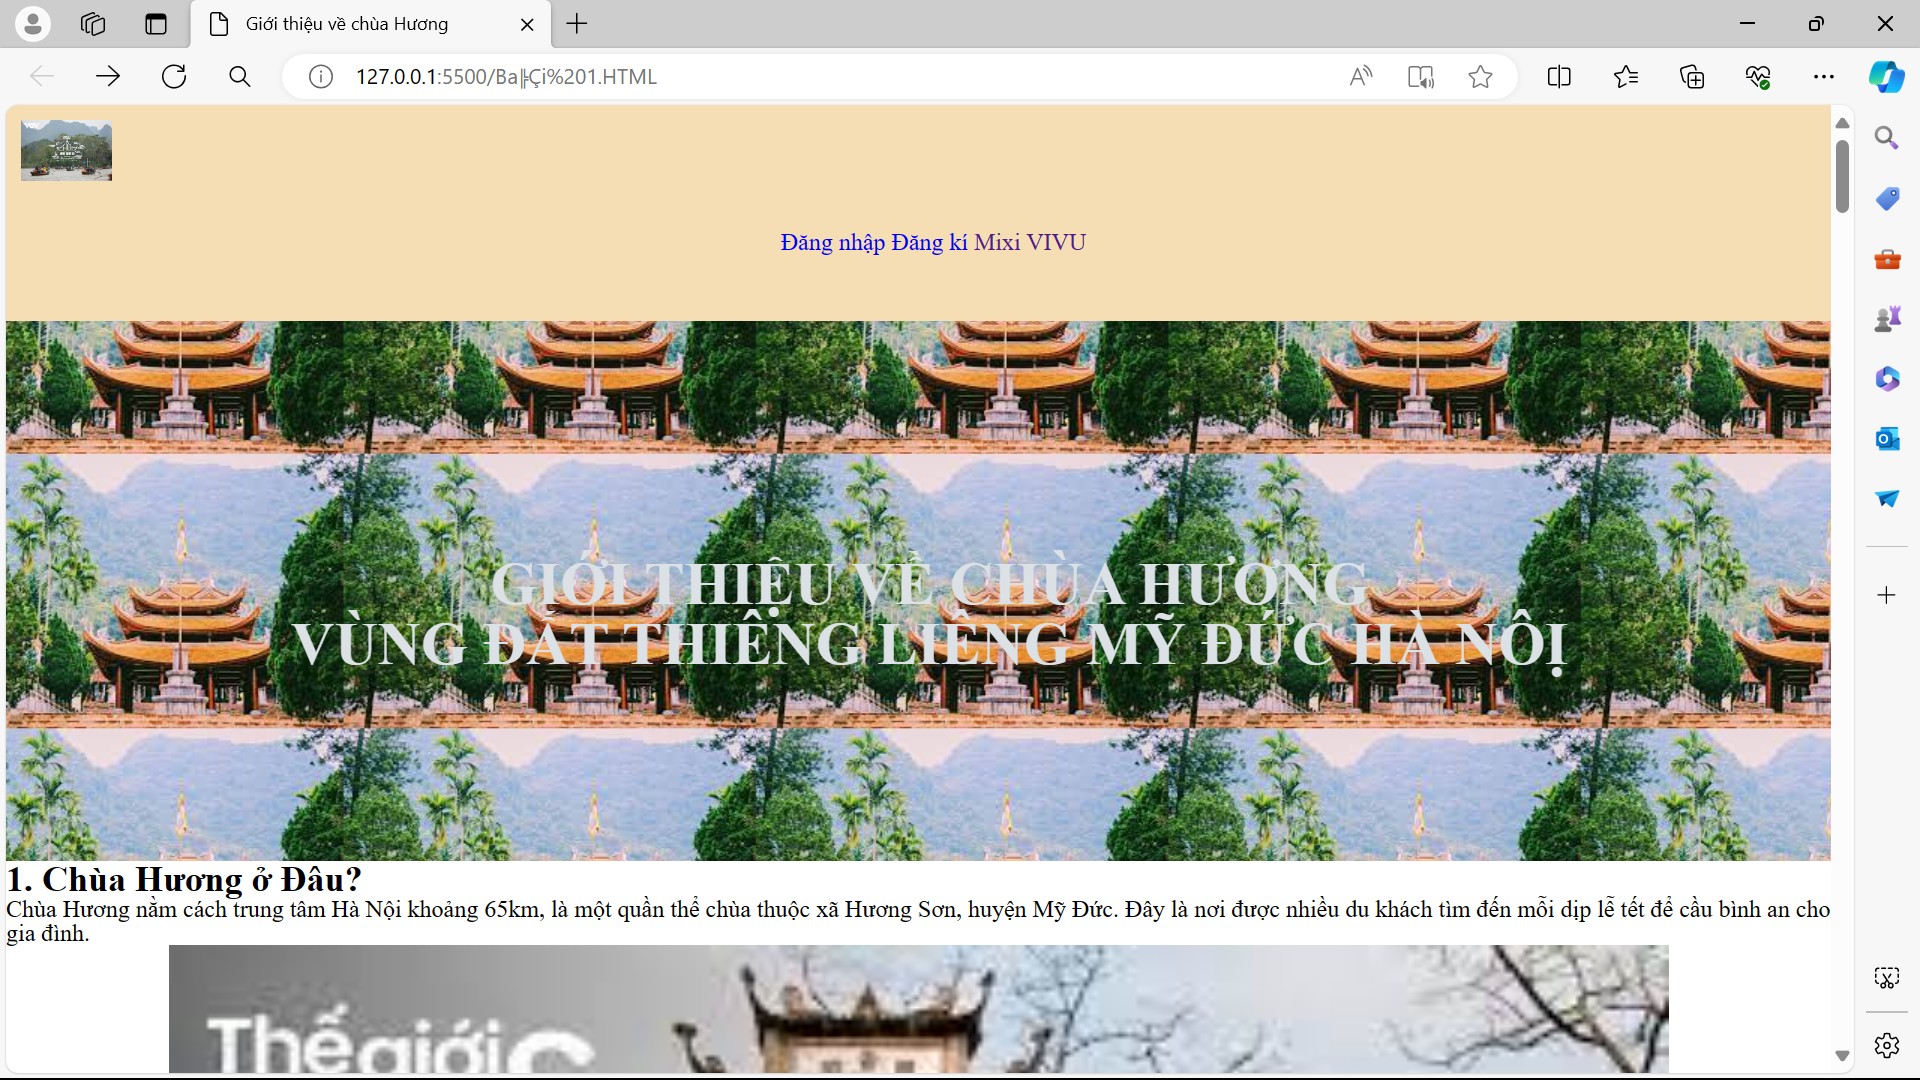 Giới thiệu về chùa Hương
127.0.0.1:5500/Ba╠Çi%201.HTML
Đăng nhập Đăng kí Mixi VIVU
GIỚI THIỆU VỀ CHÙA HƯƠNG
VÙNG ĐẤT THIÊNG LIÊNG MỸ ĐỨC HÀ NỘI
1. Chùa Hương ở Đâu?
Chùa Hương nằm cách trung tâm Hà Nội khoảng 65km, là một quần thể chùa thuộc xã Hương Sơn, huyện Mỹ Đức. Đây là nơi được nhiều du khách tìm đến mỗi dịp lễ tết để cầu bình an cho
gia đình.
Thế giới